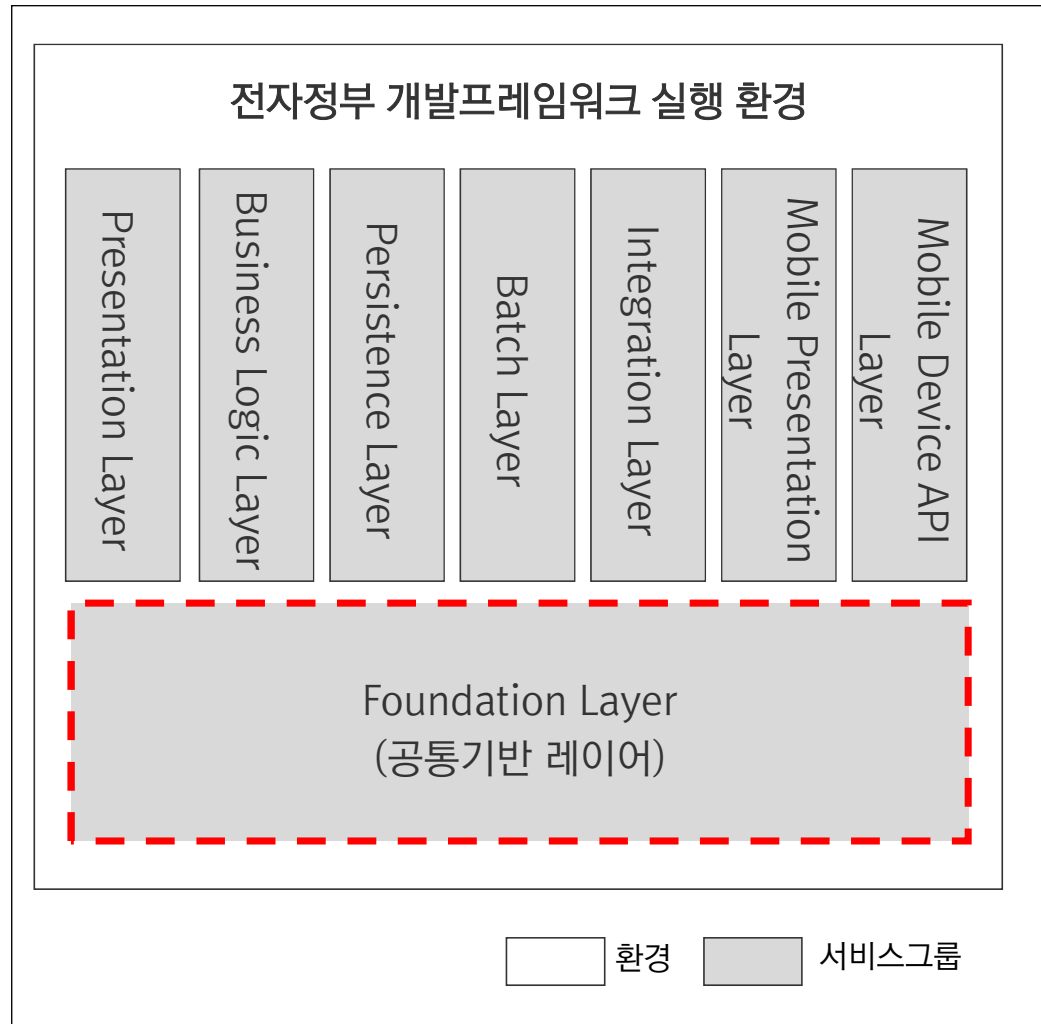 전자정부 개발프레임워크 실행 환경
Presentation Layer
Business Logic Layer
Persistence Layer
Batch Layer
Integration Layer
Mobile Presentation
Layer
Mobile Device API
Layer
Foundation Layer
(공통기반 레이어)
환경
서비스그룹